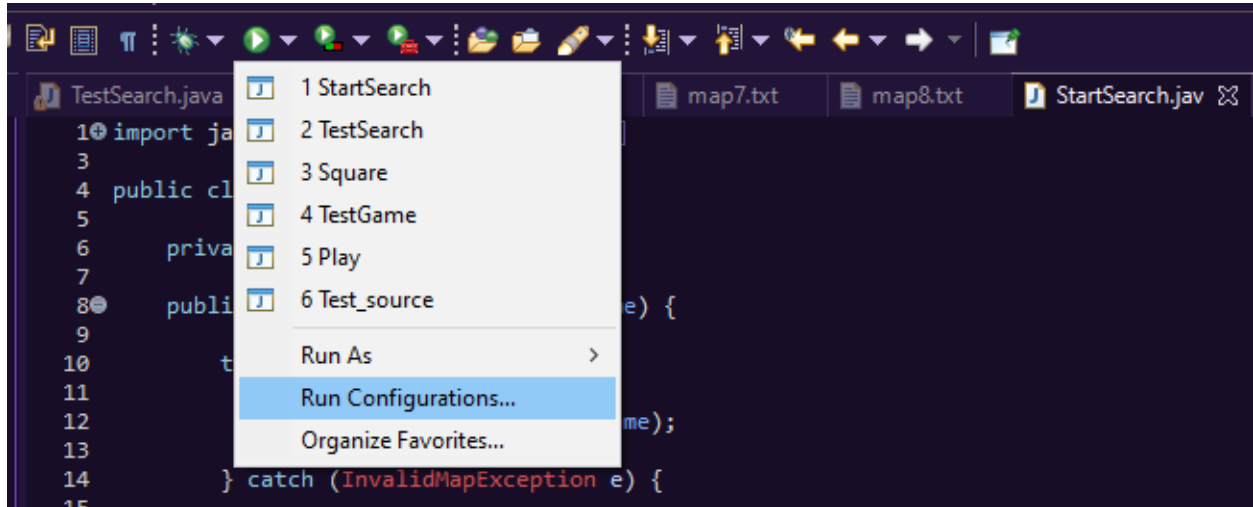 TestSearch.java map7.txt map8.txt StartSearch.jav
1 StartSearch
2 TestSearch
3 Square
4 TestGame
5 Play
6 Test_source
Run As
Run Configurations...
Organize Favorites...
1 import ja
3
4 public cl
5
6 priva
7
8 publi e) {
9
10 t
11
12 me);
13
14 } catch (InvalidMapException e) {
15